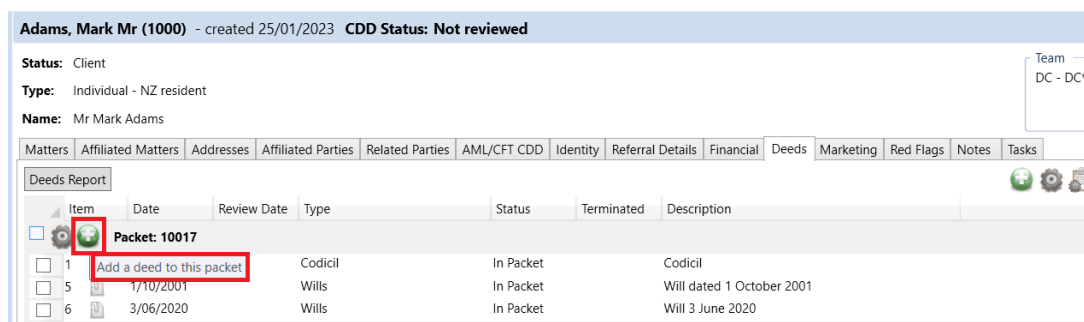 Adams, Mark Mr (1000) - created 25/01/2023 CDD Status: Not reviewed
Status: Client
Team
DC - DC
Type: Individual - NZ resident
Name: Mr Mark Adams
Matters Affiliated Matters Addresses Affiliated Parties Related Parties AML/CFT CDD Identity Referral Details Financial Deeds Marketing Red Flags Notes Tasks
Deeds Report
Item Date Review Date Type Status Terminated Description
Packet: 10017
1 Codicil In Packet Codicil
Add a deed to this packet
5 1/10/2001 Wills In Packet Will dated 1 October 2001
6 3/06/2020 Wills In Packet Will 3 June 2020